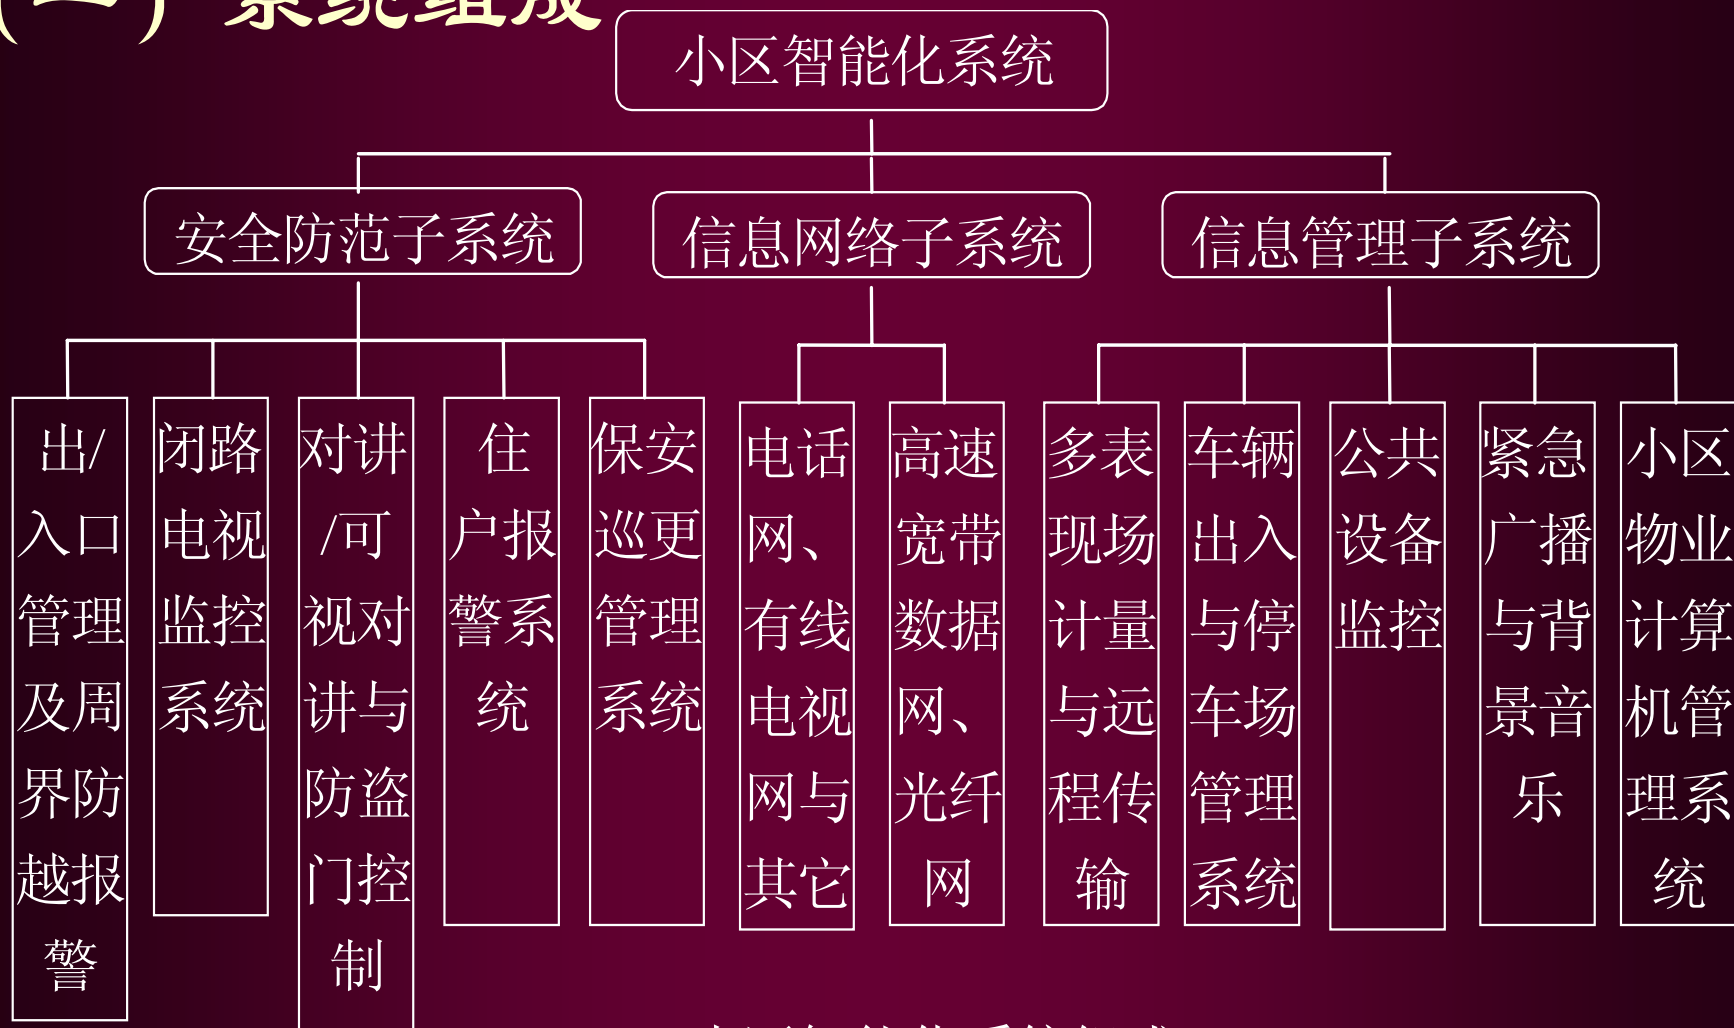 系统组成
小区智能化系统
安全防范子系统
信息网络子系统
信息管理子系统
出/
入口
管理
及周
界防
越报
警
闭路
电视
监控
系统
对讲
/可
视对
讲与
防盗
门控
制
住
户报
警系
统
保安
巡更
管理
系统
电话
网、
有线
电视
网与
其它
高速
宽带
数据
网、
光纤
网
多表
现场
计量
与远
程传
输
车辆
出入
与停
车场
管理
系统
公共
设备
监控
紧急
广播
与背
景音
乐
小区
物业
计算
机管
理系
统